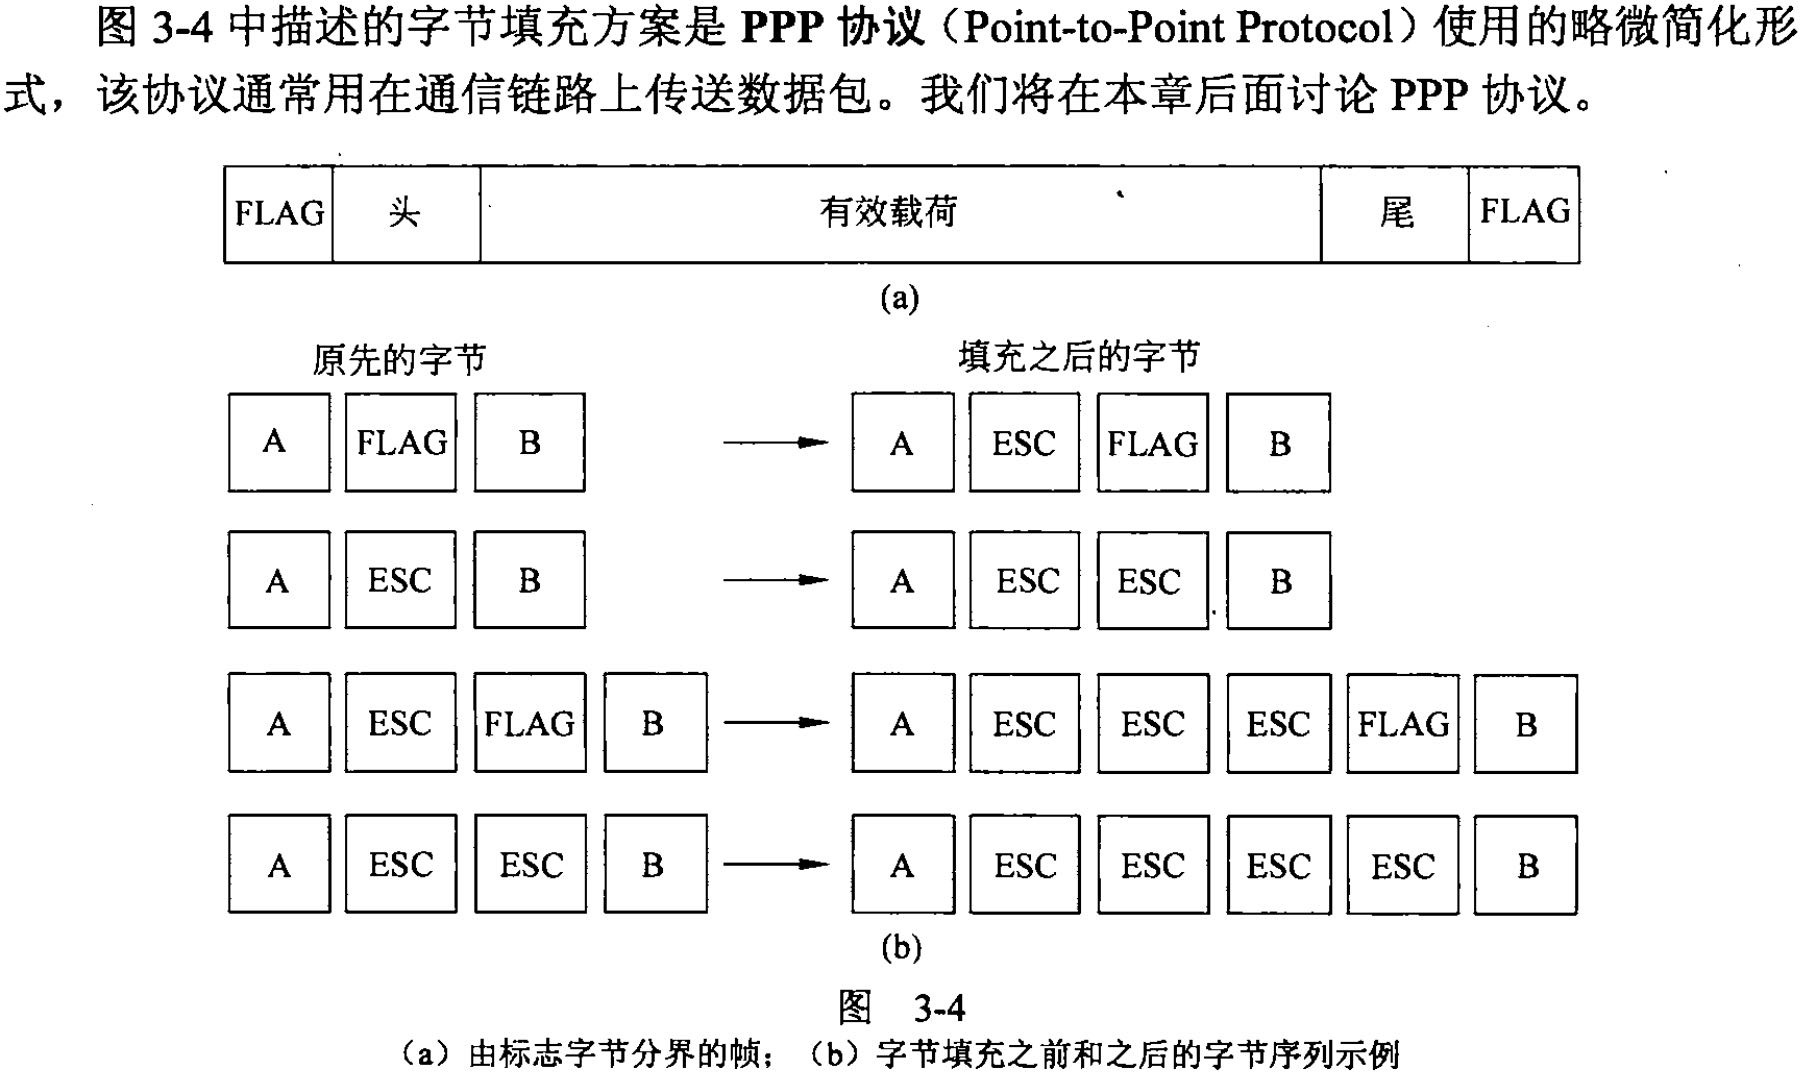 图 3-4 中描述的字节填充方案是 PPP 协议（Point-to-Point Protocol）使用的略微简化形
式，该协议通常用在通信链路上传送数据包。我们将在本章后面讨论 PPP 协议。
FLAG 头 有效载荷 尾 FLAG
(a)
原先的字节 填充之后的字节
A FLAG B A ESC FLAG B
A ESC B A ESC ESC B
A ESC FLAG B A ESC ESC ESC FLAG B
A ESC ESC B A ESC ESC ESC ESC B
(b)
图 3-4
（a）由标志字节分界的帧；（b）字节填充之前和之后的字节序列示例